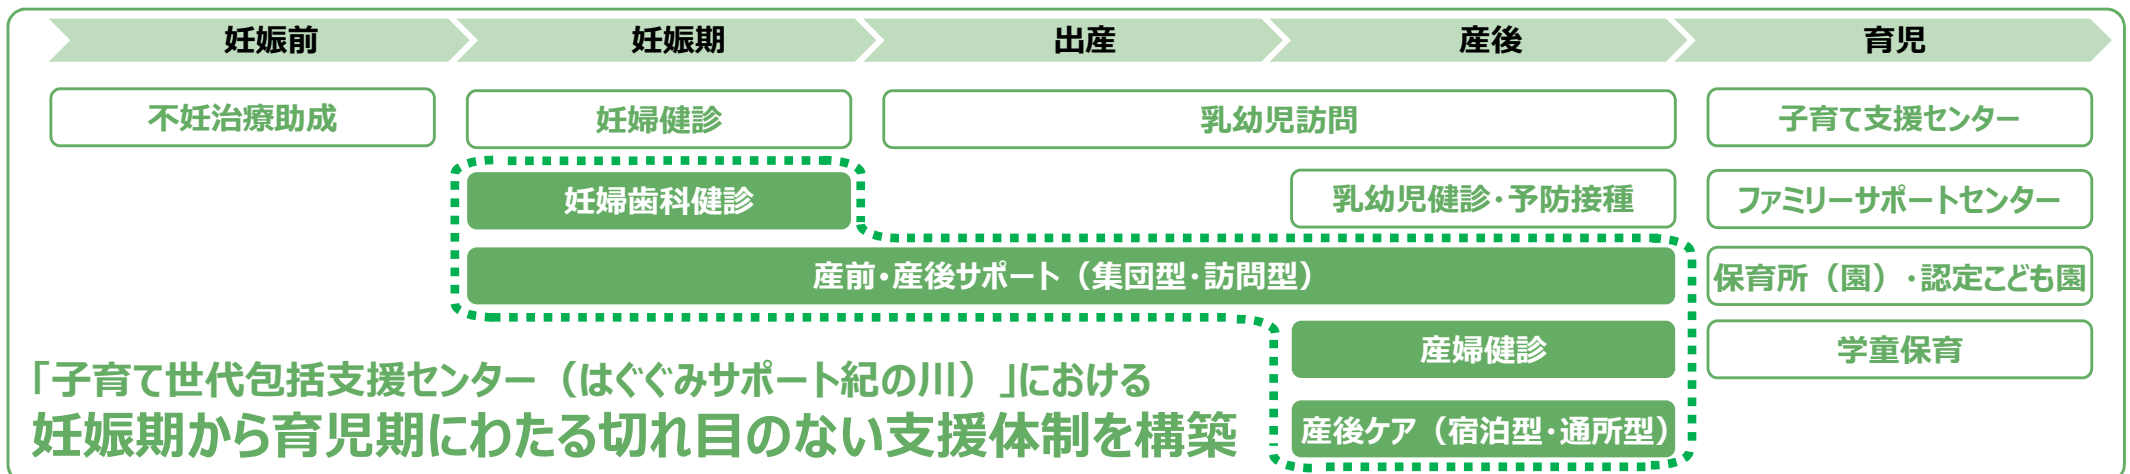 妊娠前
妊娠期
出産
産後
育児
不妊治療助成
妊婦健診
乳幼児訪問
子育て支援センター
妊婦歯科健診
乳幼児健診・予防接種
ファミリーサポートセンター
産前・産後サポート（集団型・訪問型）
保育所（園）・認定こども園
産婦健診
学童保育
「子育て世代包括支援センター（はぐぐみサポート紀の川）」における
妊娠期から育児期にわたる切れ目のない支援体制を構築
産後ケア（宿泊型・通所型）